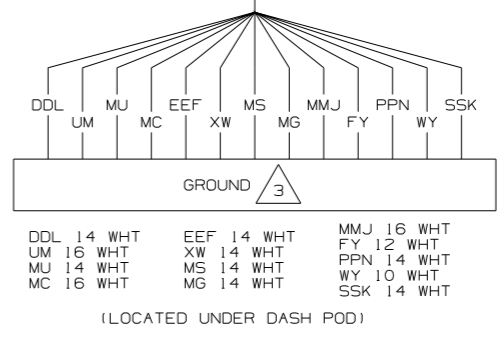 DDL MU EEF MS MMJ PPN SSK
UM MC XW MG FY WY
GROUND 3
DDL 14 WHT
UM 16 WHT
MU 14 WHT
MC 16 WHT
EEF 14 WHT
XW 14 WHT
MS 14 WHT
MG 14 WHT
MMJ 16 WHT
FY 12 WHT
PPN 14 WHT
WY 10 WHT
SSK 14 WHT
(LOCATED UNDER DASH POD)